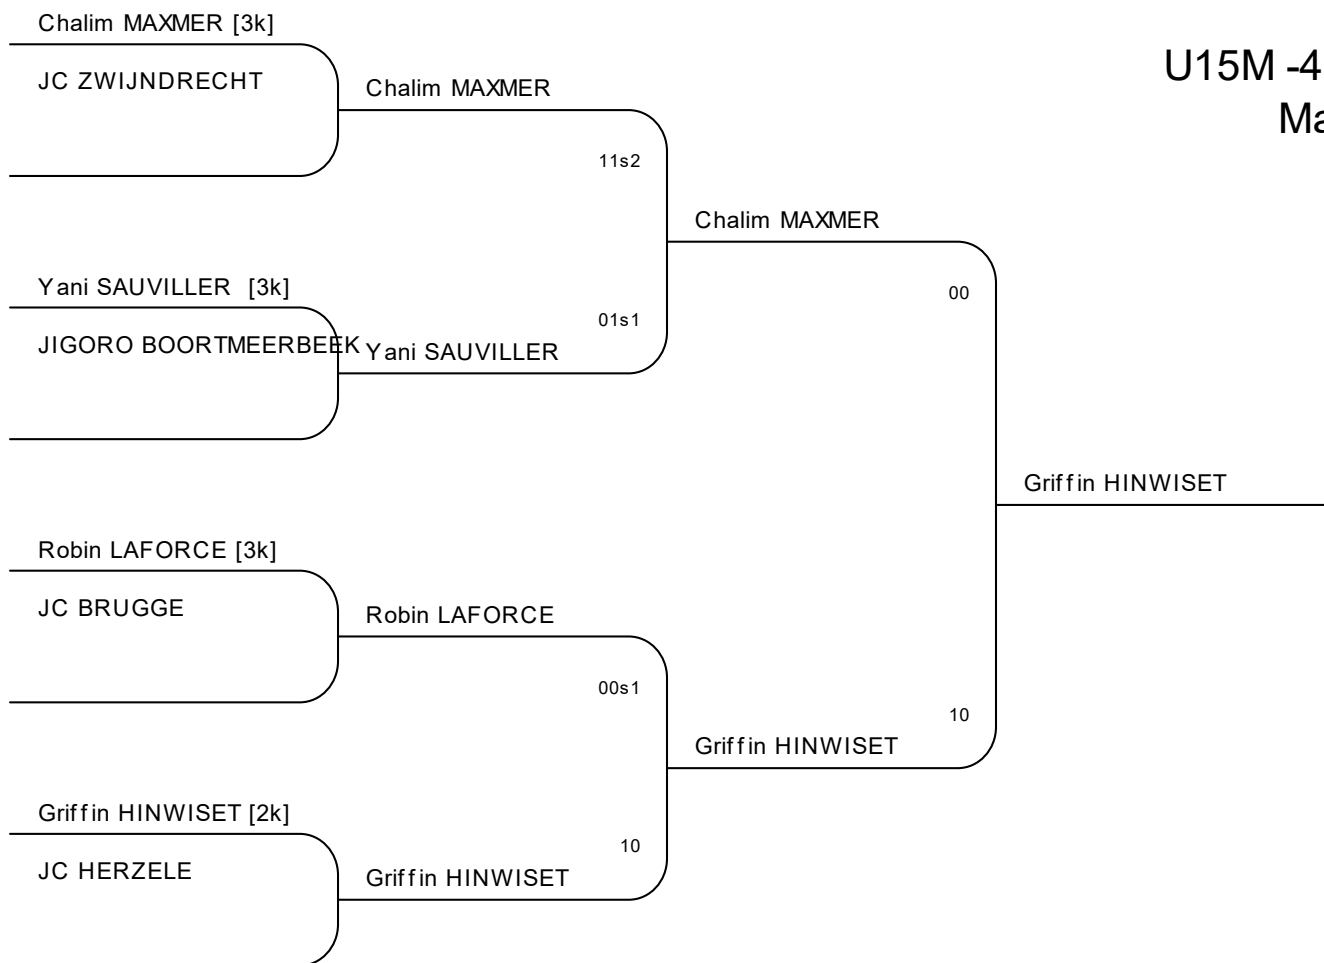 Chalim MAXMER [3k]
U15M -4
JC ZWIJNDRECHT
Chalim MAXMER
Ma
11s2
Chalim MAXMER
Yani SAUVILLER [3k]
00
01s1
JIGORO BOORTMEERBEEK
Yani SAUVILLER
Griffin HINWISET
Robin LAFORCE [3k]
JC BRUGGE
Robin LAFORCE
00s1
10
Griffin HINWISET
Griffin HINWISET [2k]
10
JC HERZELE
Griffin HINWISET